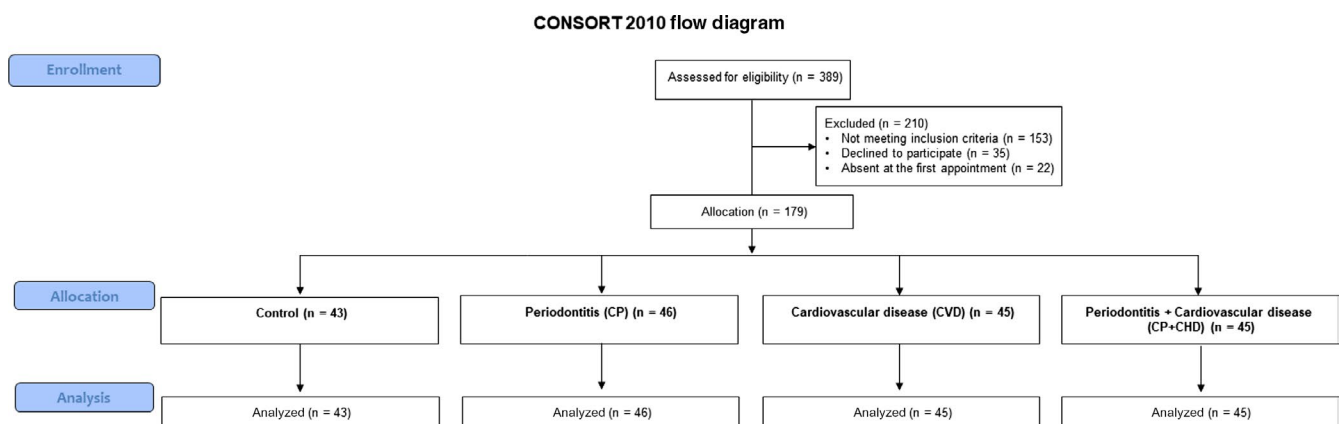 CONSORT 2010 flow diagram
Enrollment
Assessed for eligibility (n = 389)
Excluded (n = 210)
• Not meeting inclusion criteria (n = 153)
• Declined to participate (n = 35)
• Absent at the first appointment (n = 22)
Allocation (n = 179)
Allocation
Control (n = 43)
Periodontitis (CP) (n = 46)
Cardiovascular disease (CVD) (n = 45)
Periodontitis + Cardiovascular disease
(CP+CHD) (n = 45)
Analysis
Analyzed (n = 43)
Analyzed (n = 46)
Analyzed (n = 45)
Analyzed (n = 45)